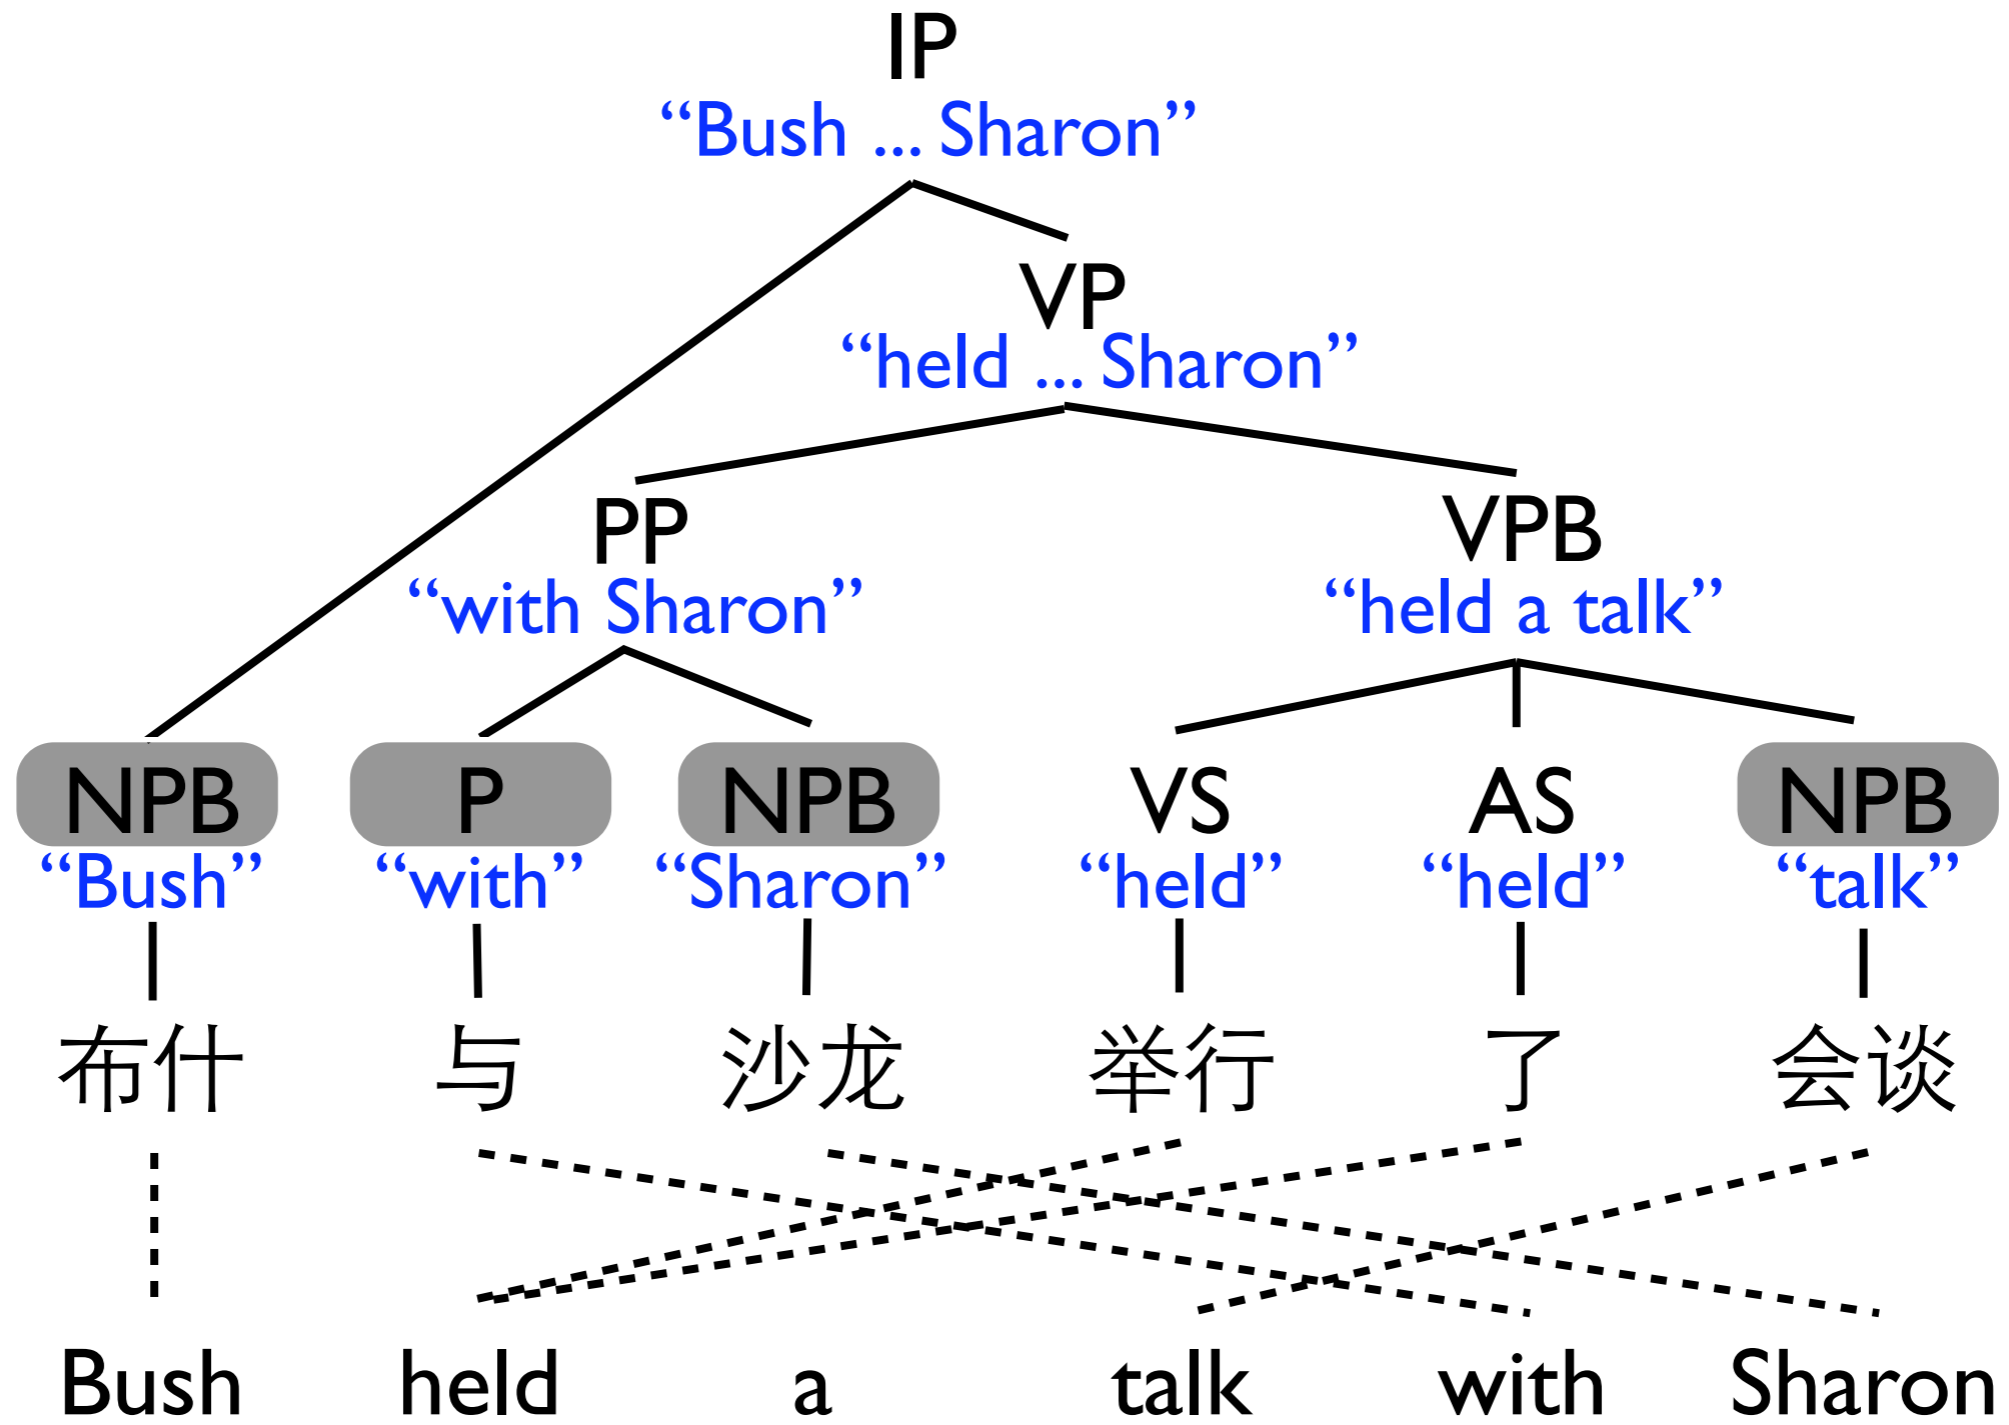 IP
“Bush ... Sharon”
VP
“held ... Sharon”
PP VPB
“with Sharon” “held a talk”
NPB P NPB VS AS NPB
“Bush” “with” “Sharon” “held” “held” “talk”
布什 与 沙龙 举行 了 会谈
Bush held a talk with Sharon